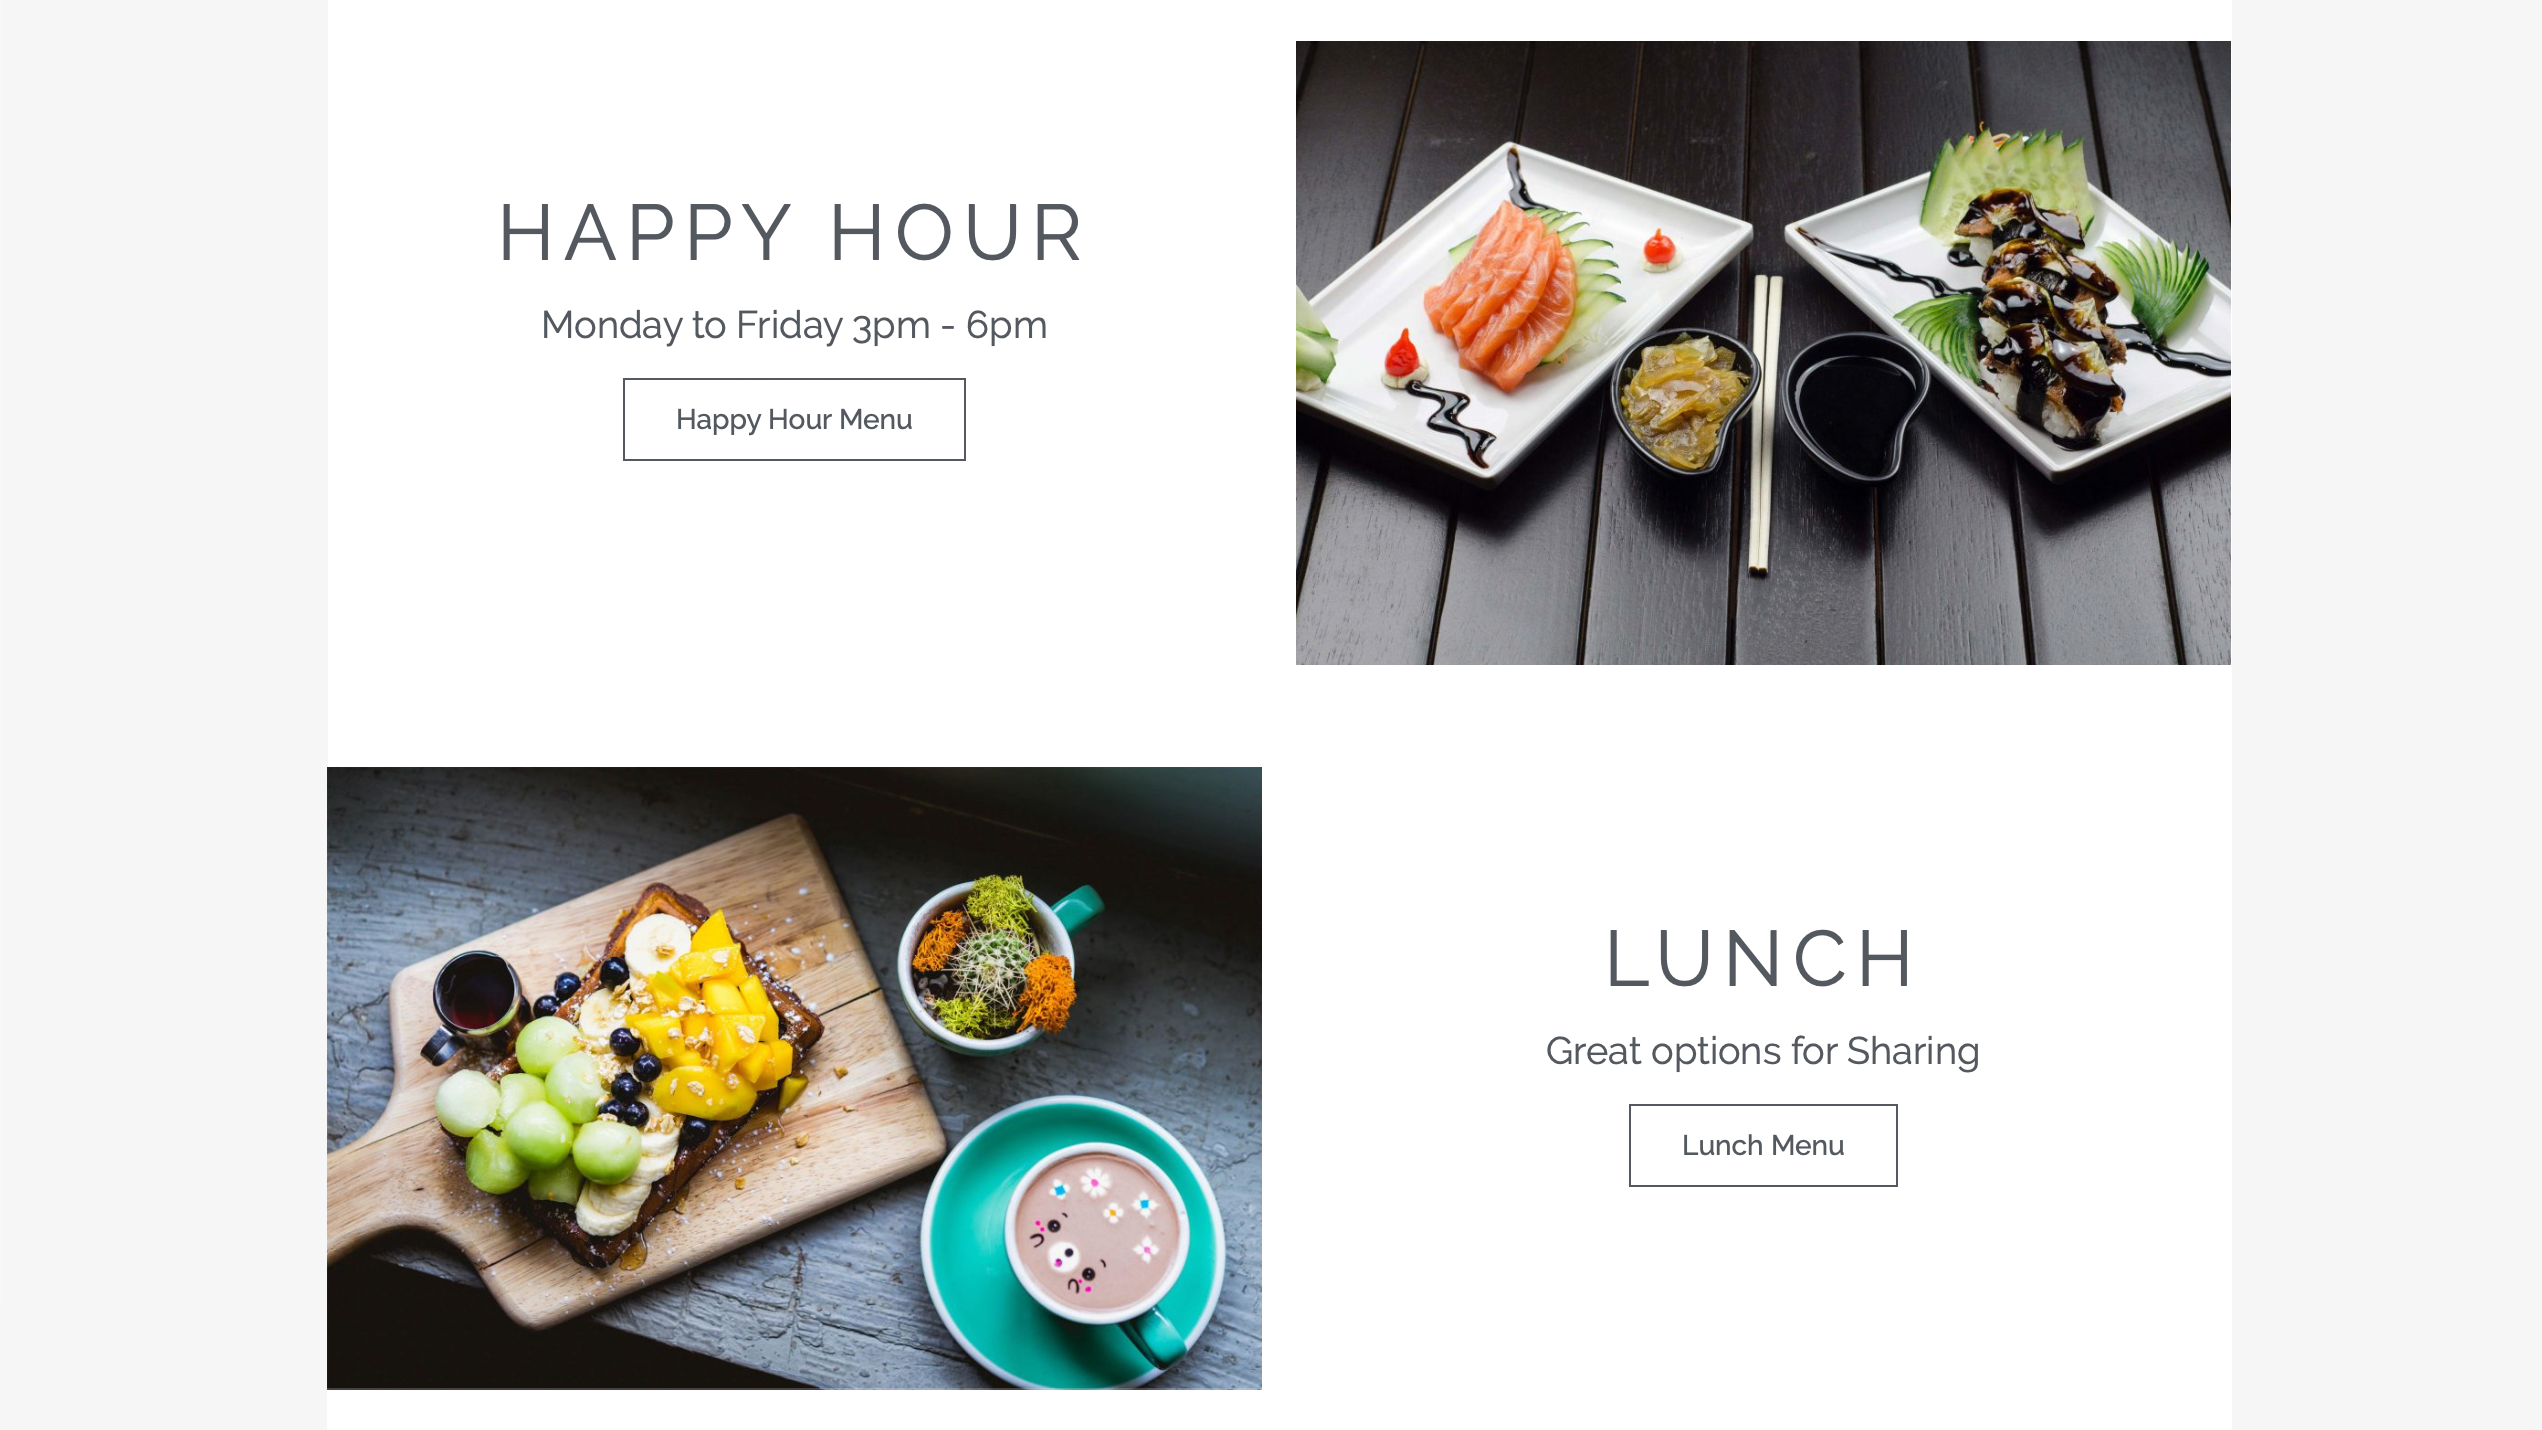 HAPPY HOUR
Monday to Friday 3pm - 6pm
Happy Hour Menu
LUNCH
Great options for Sharing
Lunch Menu